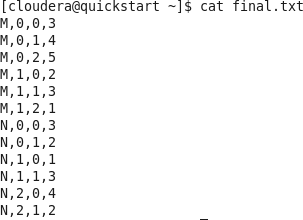 [cloudera@quickstart ~]$ cat final.txt
M,0,0,3
M,0,1,4
M,0,2,5
M,1,0,2
M,1,1,3
M,1,2,1
N,0,0,3
N,0,1,2
N,1,0,1
N,1,1,3
N,2,0,4
N,2,1,2